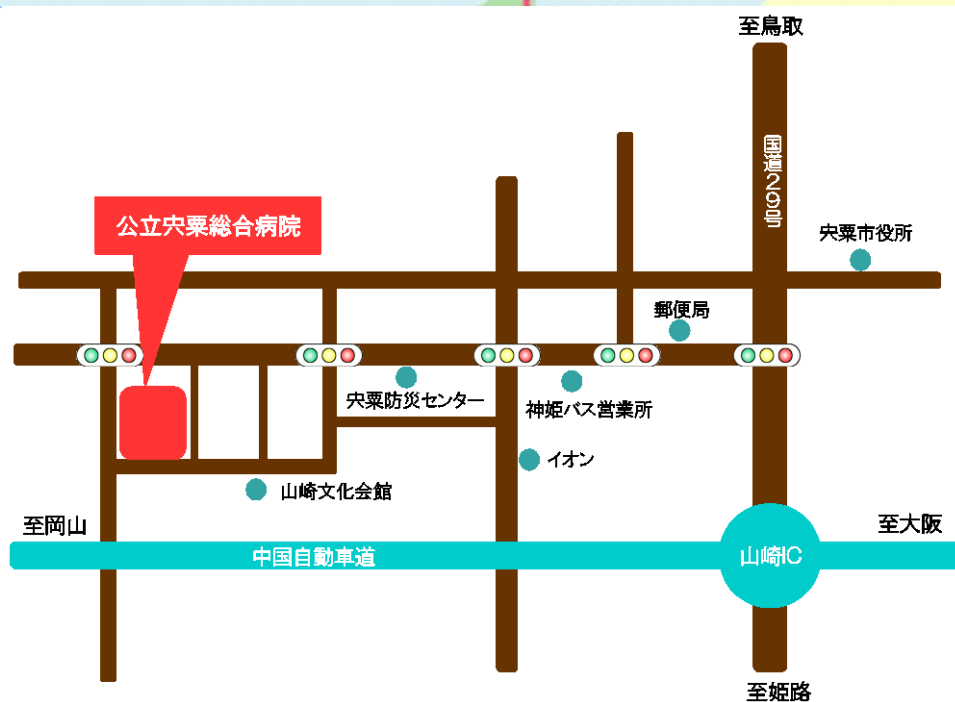 至鳥取
国道29号
公立宍粟総合病院
宍粟市役所
郵便局
宍粟防災センター
神姫バス営業所
イオン
山崎文化会館
至岡山
至大阪
中国自動車道
山崎IC
至姫路